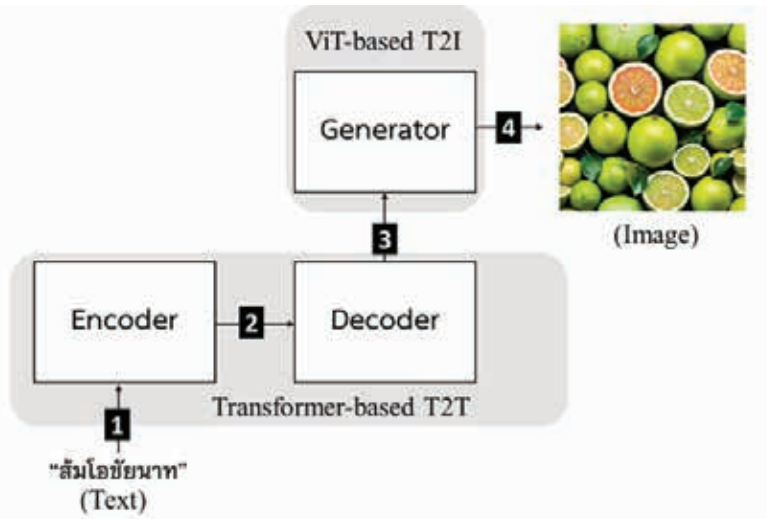 ViT-based T2I
Generator
4
(Image)
3
Encoder
2
Decoder
Transformer-based T2T
1
“ส้มโอชัยนาท”
(Text)